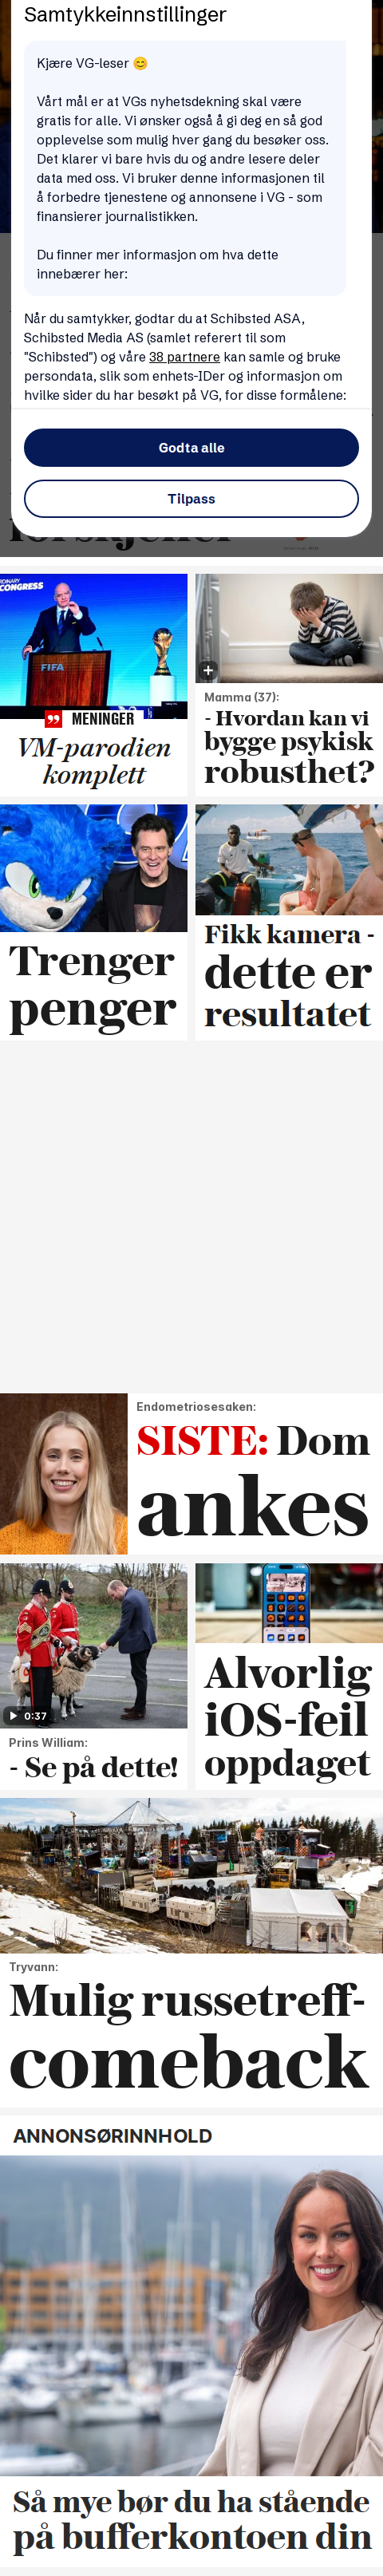 Samtykkeinnstillinger
Kjære VG-leser 😊
Vårt mål er at VGs nyhetsdekning skal være
gratis for alle. Vi ønsker også å gi deg en så god
opplevelse som mulig hver gang du besøker oss.
Det klarer vi bare hvis du og andre lesere deler
data med oss. Vi bruker denne informasjonen til
å forbedre tjenestene og annonsene i VG - som
finansierer journalistikken.
Du finner mer informasjon om hva dette
innebærer her:
Når du samtykker, godtar du at Schibsted ASA,
Schibsted Media AS (samlet referert til som
"Schibsted") og våre 38 partnere kan samle og bruke
persondata, slik som enhets-IDer og informasjon om
hvilke sider du har besøkt på VG, for disse formålene:
Godta alle
Tilpass
CONGRESS
FIFA
MENINGER
VM-parodien
komplett
Mamma (37):
- Hvordan kan vi
bygge psykisk
robusthet?
Trenger
penger
Fikk kamera -
dette er
resultatet
Endometriosesaken:
SISTE: Dom
ankes
0:37
Prins William:
- Se på dette!
Alvorlig
iOS-feil
oppdaget
Tryvann:
Mulig russetreff-
comeback
ANNONSØRINNHOLD
Så mye bør du ha stående
på bufferkontoen din